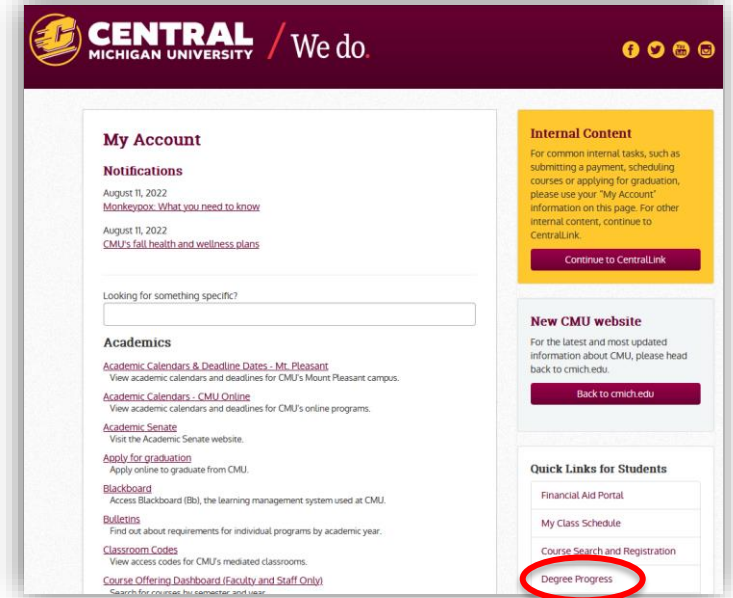 CENTRAL
MICHIGAN UNIVERSITY
We do.
My Account
Notifications
August 11, 2022
Monkeypox: What you need to know
August 11, 2022
CMU's fall health and wellness plans
Looking for something specific?
Academics
Academic Calendars & Deadline Dates - Mt. Pleasant
View academic calendars and deadlines for CMU's Mount Pleasant campus.
Academic Calendars - CMU Online
View academic calendars and deadlines for CMU's online programs.
Academic Senate
Visit the Academic Senate website.
Apply for graduation
Apply online to graduate from CMU.
Blackboard
Access Blackboard (Bb), the learning management system used at CMU.
Bulletins
Find out about requirements for individual programs by academic year.
Classroom Codes
View access codes for CMU's mediated classrooms.
Course Offering Dashboard (Faculty and Staff Only)
Search for courses by semester and year.
Internal Content
For common internal tasks, such as
submitting a payment, scheduling
courses or applying for graduation,
please use your "My Account"
information on this page. For other
internal content, continue to
CentralLink.
Continue to CentralLink
New CMU website
For the latest and most updated
information about CMU, please head
back to cmich.edu.
Back to cmich.edu
Quick Links for Students
Financial Aid Portal
My Class Schedule
Course Search and Registration
Degree Progress